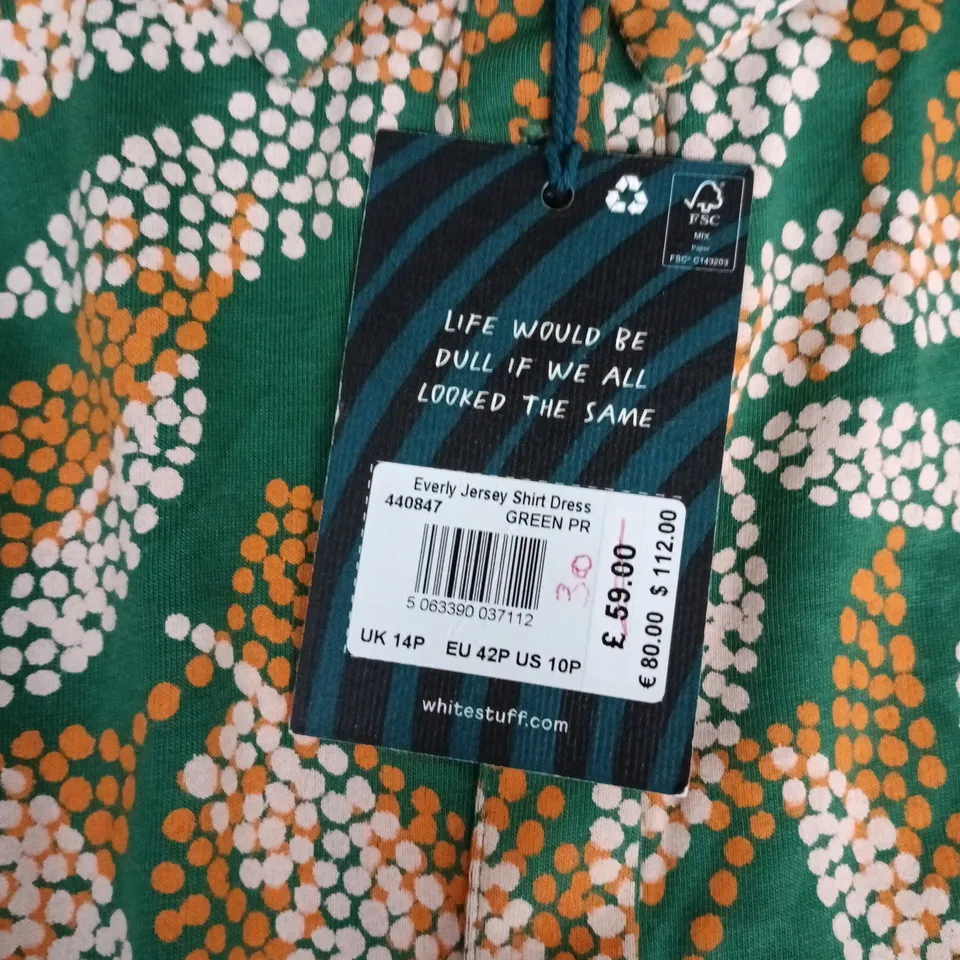 FSC
MIX
Paper
FSC® C143203
LIFE WOULD BE
DULL IF WE ALL
LOOKED THE SAME
Everly Jersey Shirt Dress
440847
GREEN PR
5 063390 037112
UK 14P EU 42P US 10P
30
£ 59.00
€ 80.00 $ 112.00
whitestuff.com